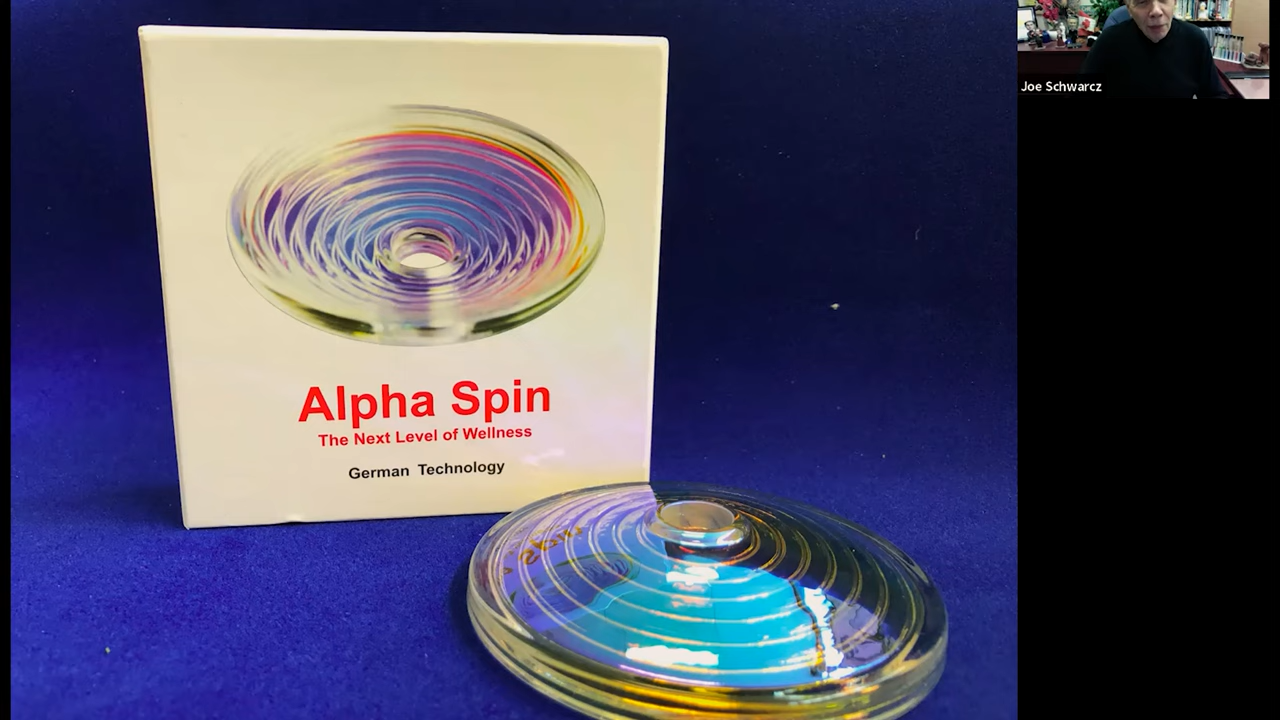 Joe Schwarcz
Alpha Spin
The Next Level of Wellness
German Technology